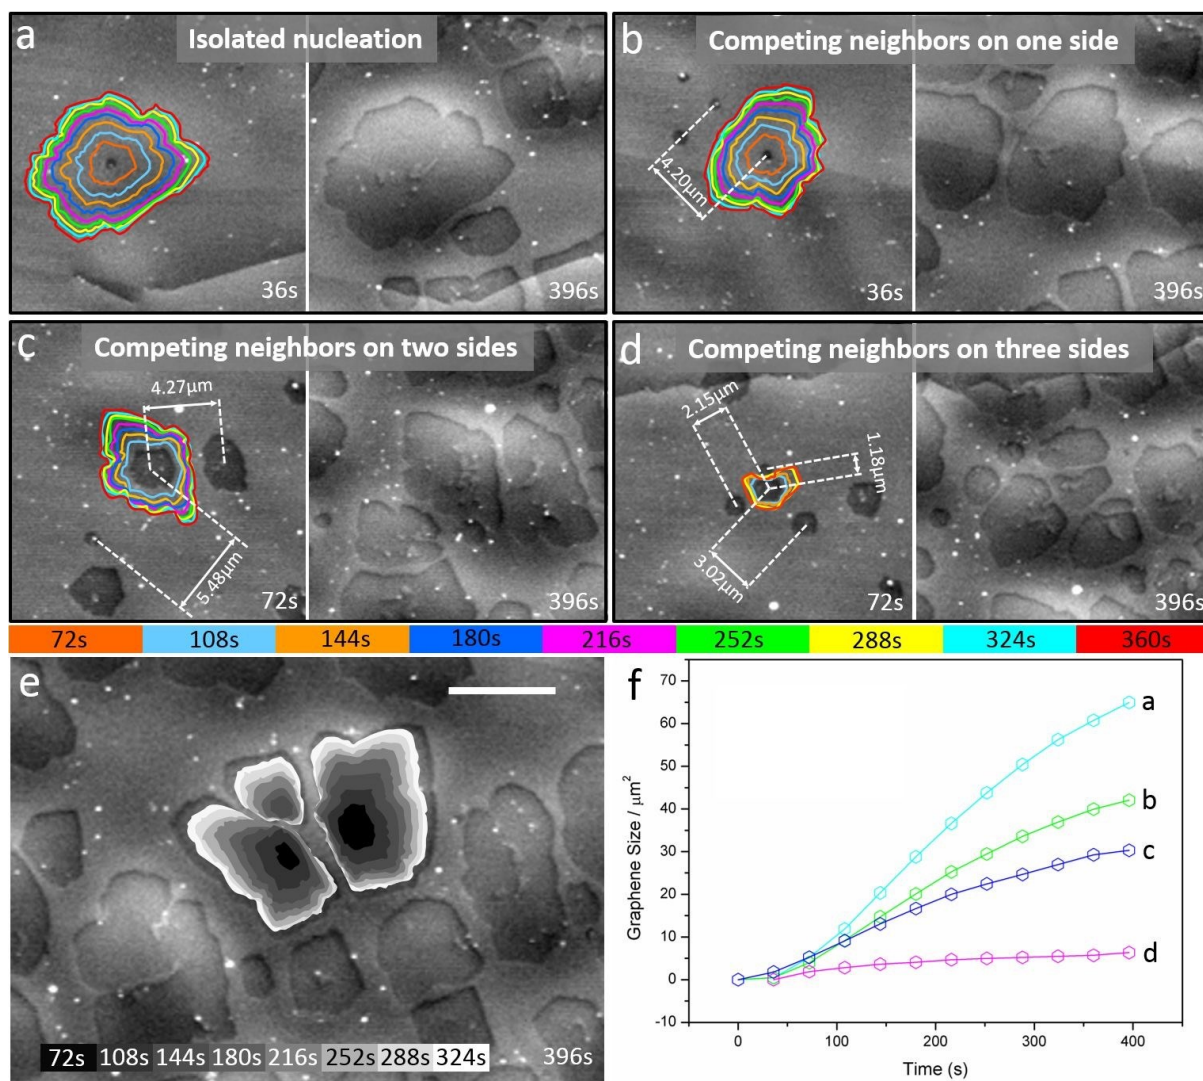 a
Isolated nucleation
36s
396s
b
Competing neighbors on one side
4.20μm
36s
396s
c
Competing neighbors on two sides
4.27μm
5.48μm
72s
396s
d
Competing neighbors on three sides
2.15μm
1.18μm
3.02μm
72s
396s
72s 108s 144s 180s 216s 252s 288s 324s 360s
e
72s 108s 144s 180s 216s 252s 288s 324s 396s
f
Graphene Size / μm²
70
60
50
40
30
20
10
0
-10
a
b
c
d
0 100 200 300 400 500
Time (s)